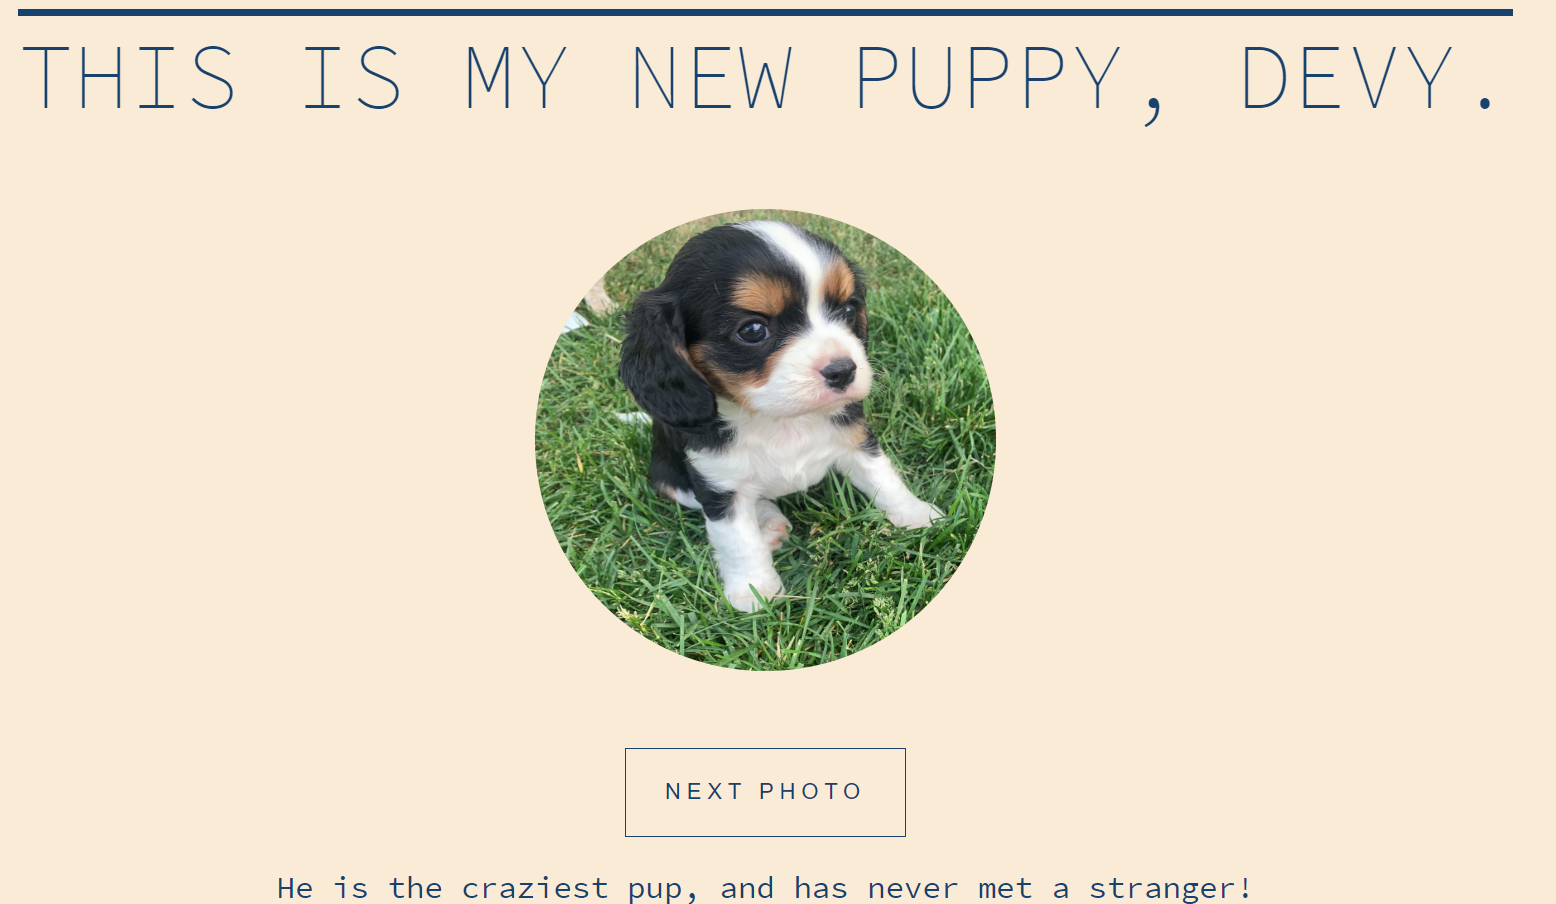 THIS IS MY NEW PUPPY, DEVY.
NEXT PHOTO
He is the craziest pup, and has never met a stranger!